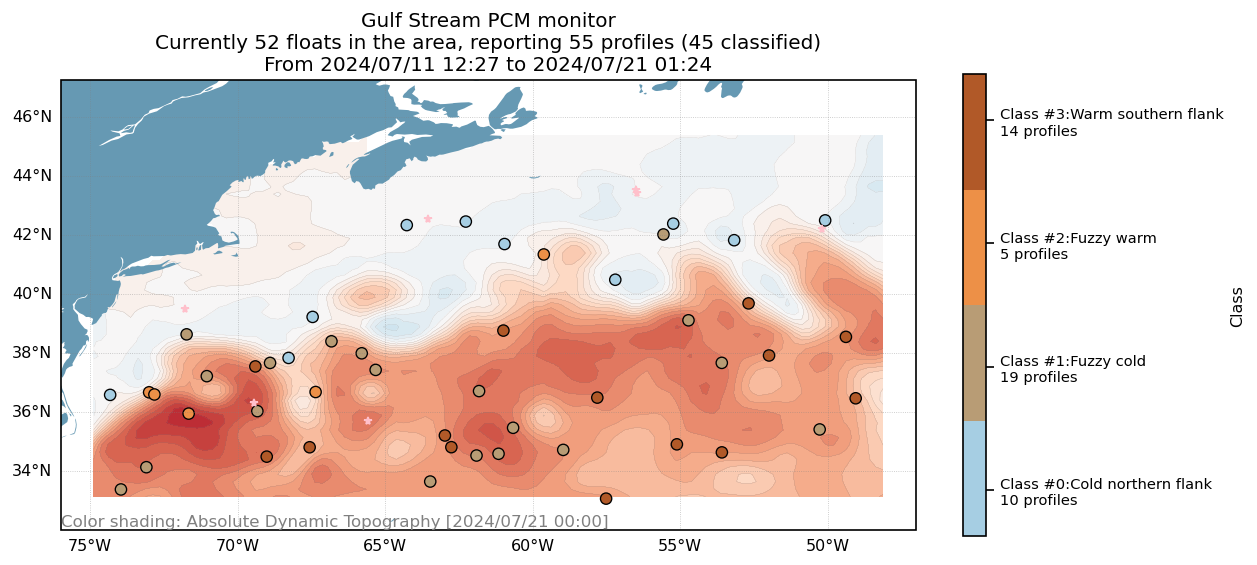 Gulf Stream PCM monitor
Currently 52 floats in the area, reporting 55 profiles (45 classified)
From 2024/07/11 12:27 to 2024/07/21 01:24
46°N
44°N
42°N
40°N
38°N
36°N
34°N
Color shading: Absolute Dynamic Topography [2024/07/21 00:00]
75°W
70°W
65°W
60°W
55°W
50°W
Class #3:Warm southern flank
14 profiles
Class #2:Fuzzy warm
5 profiles
Class #1:Fuzzy cold
19 profiles
Class #0:Cold northern flank
10 profiles
Class